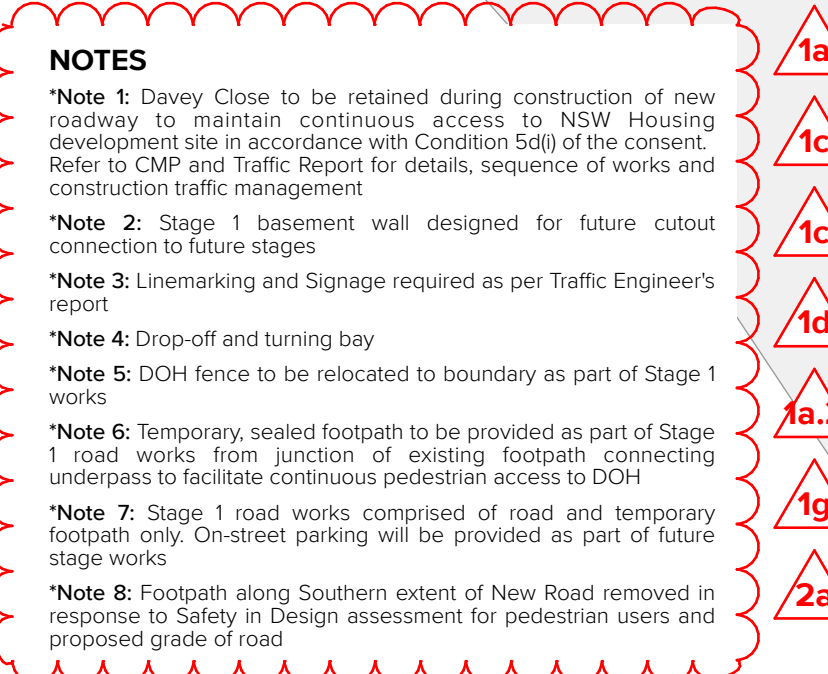 NOTES
*Note 1: Davey Close to be retained during construction of new
roadway to maintain continuous access to NSW Housing
development site in accordance with Condition 5d(i) of the consent.
Refer to CMP and Traffic Report for details, sequence of works and
construction traffic management
*Note 2: Stage 1 basement wall designed for future cutout
connection to future stages
*Note 3: Linemarking and Signage required as per Traffic Engineer's
report
*Note 4: Drop-off and turning bay
*Note 5: DOH fence to be relocated to boundary as part of Stage 1
works
*Note 6: Temporary, sealed footpath to be provided as part of Stage
1 road works from junction of existing footpath connecting
underpass to facilitate continuous pedestrian access to DOH
*Note 7: Stage 1 road works comprised of road and temporary
footpath only. On-street parking will be provided as part of future
stage works
*Note 8: Footpath along Southern extent of New Road removed in
response to Safety in Design assessment for pedestrian users and
proposed grade of road
1a
1c
1c
1d
1a.
1g
2a